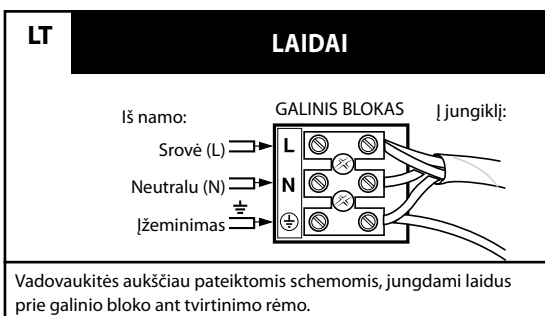 LT
LAIDAI
Iš namo:
GALINIS BLOKAS
Į jungiklį:
Srovė (L)
L
Neutralu (N)
N
Įžeminimas
Vadovaukitės aukščiau pateiktomis schemomis, jungdami laidus
prie galinio bloko ant tvirtinimo rėmo.